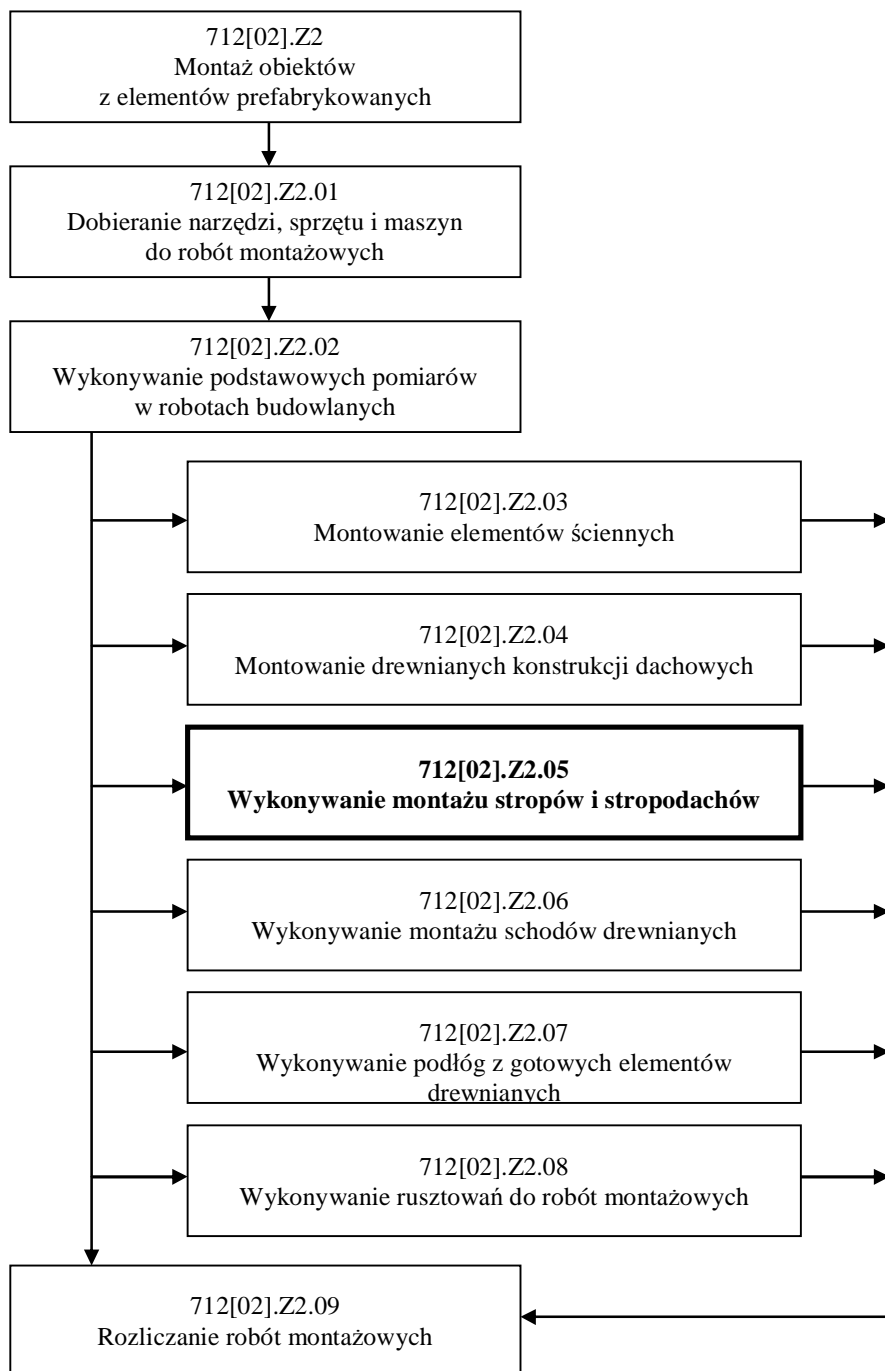 712[02].Z2
Montaż obiektów
z elementów prefabrykowanych
712[02].Z2.01
Dobieranie narzędzi, sprzętu i maszyn
do robót montażowych
712[02].Z2.02
Wykonywanie podstawowych pomiarów
w robotach budowlanych
712[02].Z2.03
Montowanie elementów ściennych
712[02].Z2.04
Montowanie drewnianych konstrukcji dachowych
712[02].Z2.05
Wykonywanie montażu stropów i stropodachów
712[02].Z2.06
Wykonywanie montażu schodów drewnianych
712[02].Z2.07
Wykonywanie podłóg z gotowych elementów
drewnianych
712[02].Z2.08
Wykonywanie rusztowań do robót montażowych
712[02].Z2.09
Rozliczanie robót montażowych